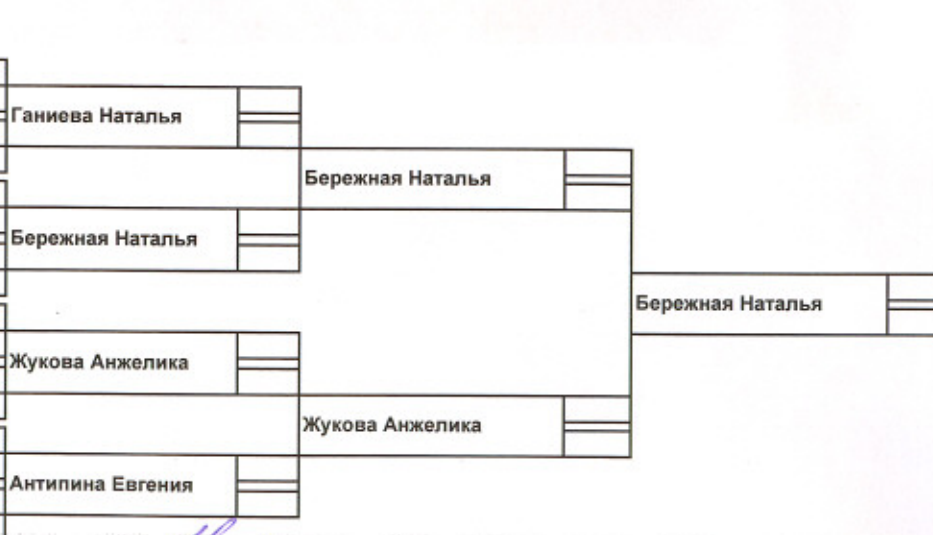 Ганиева Наталья
Бережная Наталья
Бережная Наталья
Бережная Наталья
Жукова Анжелика
Жукова Анжелика
Антипина Евгения